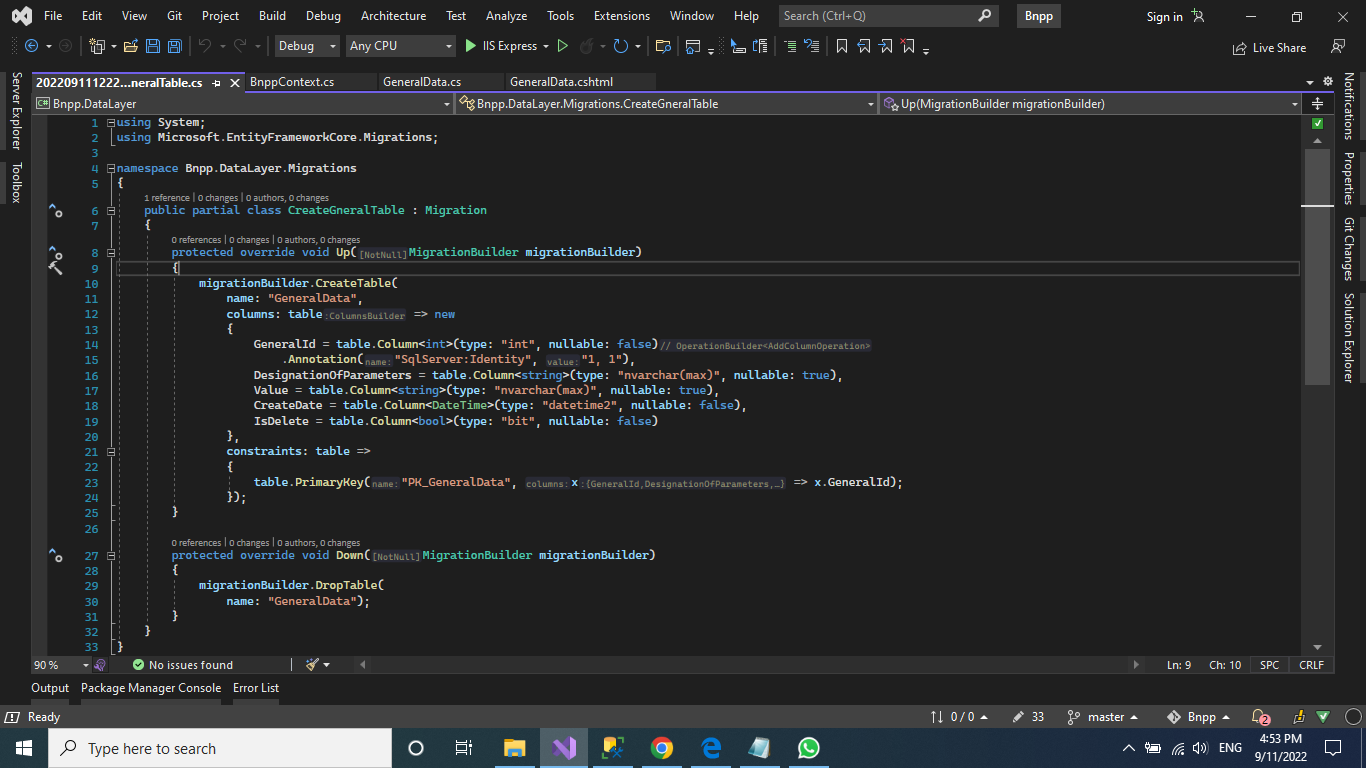 File Edit View Git Project Build Debug Architecture Test Analyze Tools Extensions Window Help Search (Ctrl+Q) Bnpp Sign in
Debug Any CPU IIS Express Live Share
202209111222...neralTable.cs BnppContext.cs GeneralData.cs GeneralData.cshtml
Bnpp.DataLayer Bnpp.DataLayer.Migrations.CreateGneralTable Up(MigrationBuilder migrationBuilder)
Server Explorer
Toolbox
Notifications
Properties
Git Changes
Solution Explorer
1 using System;
2 using Microsoft.EntityFrameworkCore.Migrations;
3
4 namespace Bnpp.DataLayer.Migrations
5 {
1 reference | 0 changes | 0 authors, 0 changes
6 public partial class CreateGneralTable : Migration
7 {
0 references | 0 changes | 0 authors, 0 changes
8 protected override void Up([NotNull]MigrationBuilder migrationBuilder)
9 {
10 migrationBuilder.CreateTable(
11 name: "GeneralData",
12 columns: table:ColumnsBuilder => new
13 {
14 GeneralId = table.Column<int>(type: "int", nullable: false)// OperationBuilder<AddColumnOperation>
15 .Annotation(name:"SqlServer:Identity", value:"1, 1"),
16 DesignationOfParameters = table.Column<string>(type: "nvarchar(max)", nullable: true),
17 Value = table.Column<string>(type: "nvarchar(max)", nullable: true),
18 CreateDate = table.Column<DateTime>(type: "datetime2", nullable: false),
19 IsDelete = table.Column<bool>(type: "bit", nullable: false)
20 },
21 constraints: table =>
22 {
23 table.PrimaryKey(name:"PK_GeneralData", columns:x:{GeneralId,DesignationOfParameters,…} => x.GeneralId);
24 });
25 }
26
0 references | 0 changes | 0 authors, 0 changes
27 protected override void Down([NotNull]MigrationBuilder migrationBuilder)
28 {
29 migrationBuilder.DropTable(
30 name: "GeneralData");
31 }
32 }
33 }
90 % No issues found Ln: 9 Ch: 10 SPC CRLF
Output Package Manager Console Error List
Ready 0 / 0 33 master Bnpp 2
Type here to search ENG 4:53 PM
9/11/2022